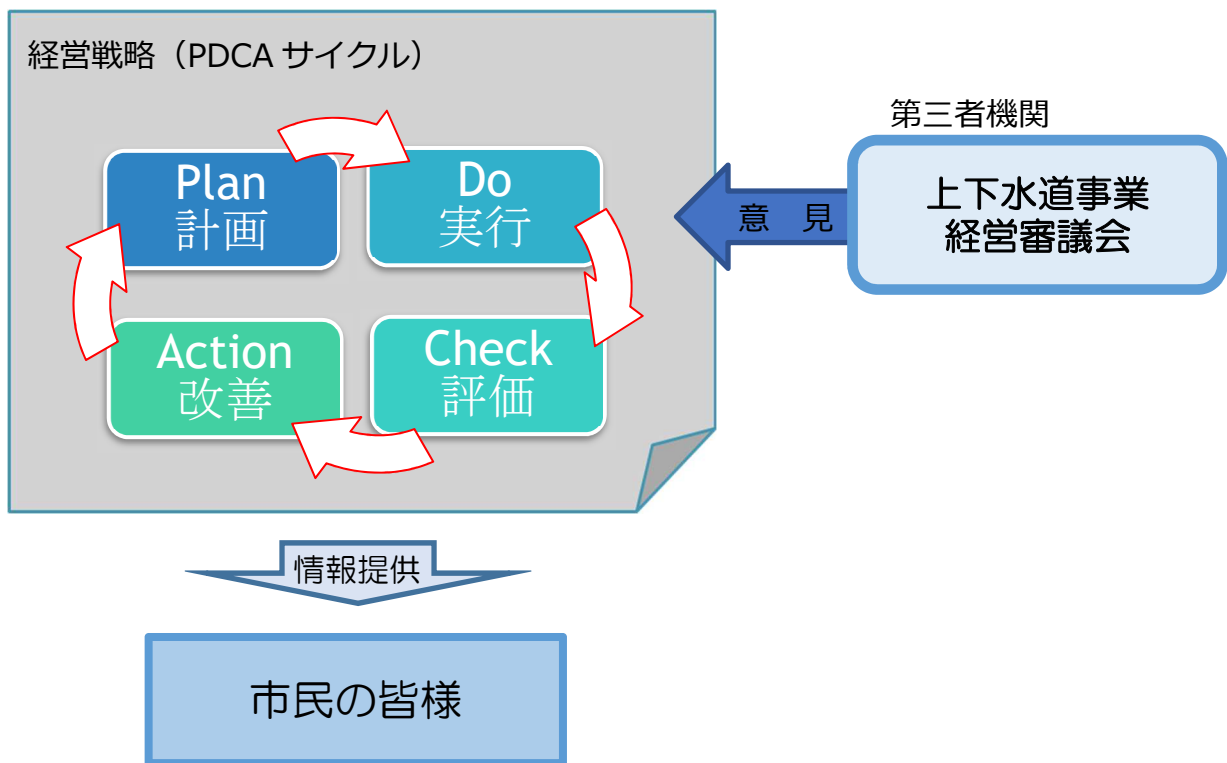 経営戦略（PDCA サイクル）
Plan
計画
Do
実行
Action
改善
Check
評価
第三者機関
上下水道事業
経営審議会
意 見
情報提供
市民の皆様